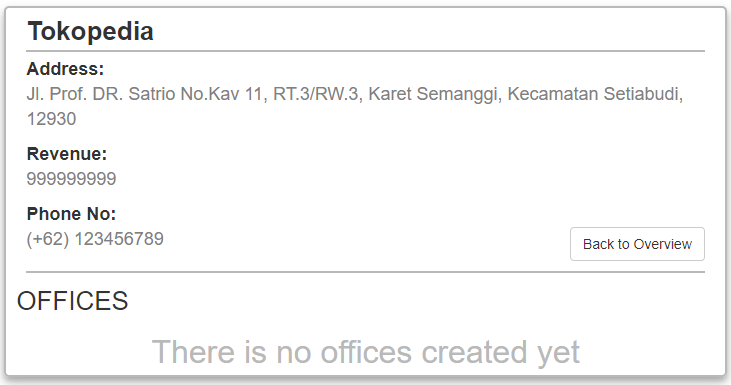 Tokopedia
Address:
Jl. Prof. DR. Satrio No.Kav 11, RT.3/RW.3, Karet Semanggi, Kecamatan Setiabudi,
12930
Revenue:
999999999
Phone No:
(+62) 123456789
Back to Overview
OFFICES
There is no offices created yet